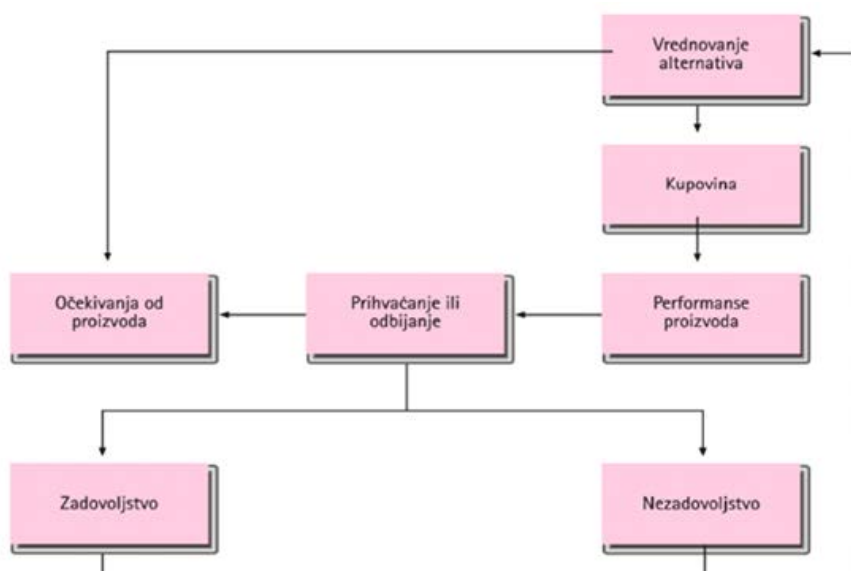 Vrednovanje
alternativa
Kupovina
Očekivanja od
proizvoda
Prihvaćanje ili
odbijanje
Performanse
proizvoda
Zadovoljstvo
Nezadovoljstvo